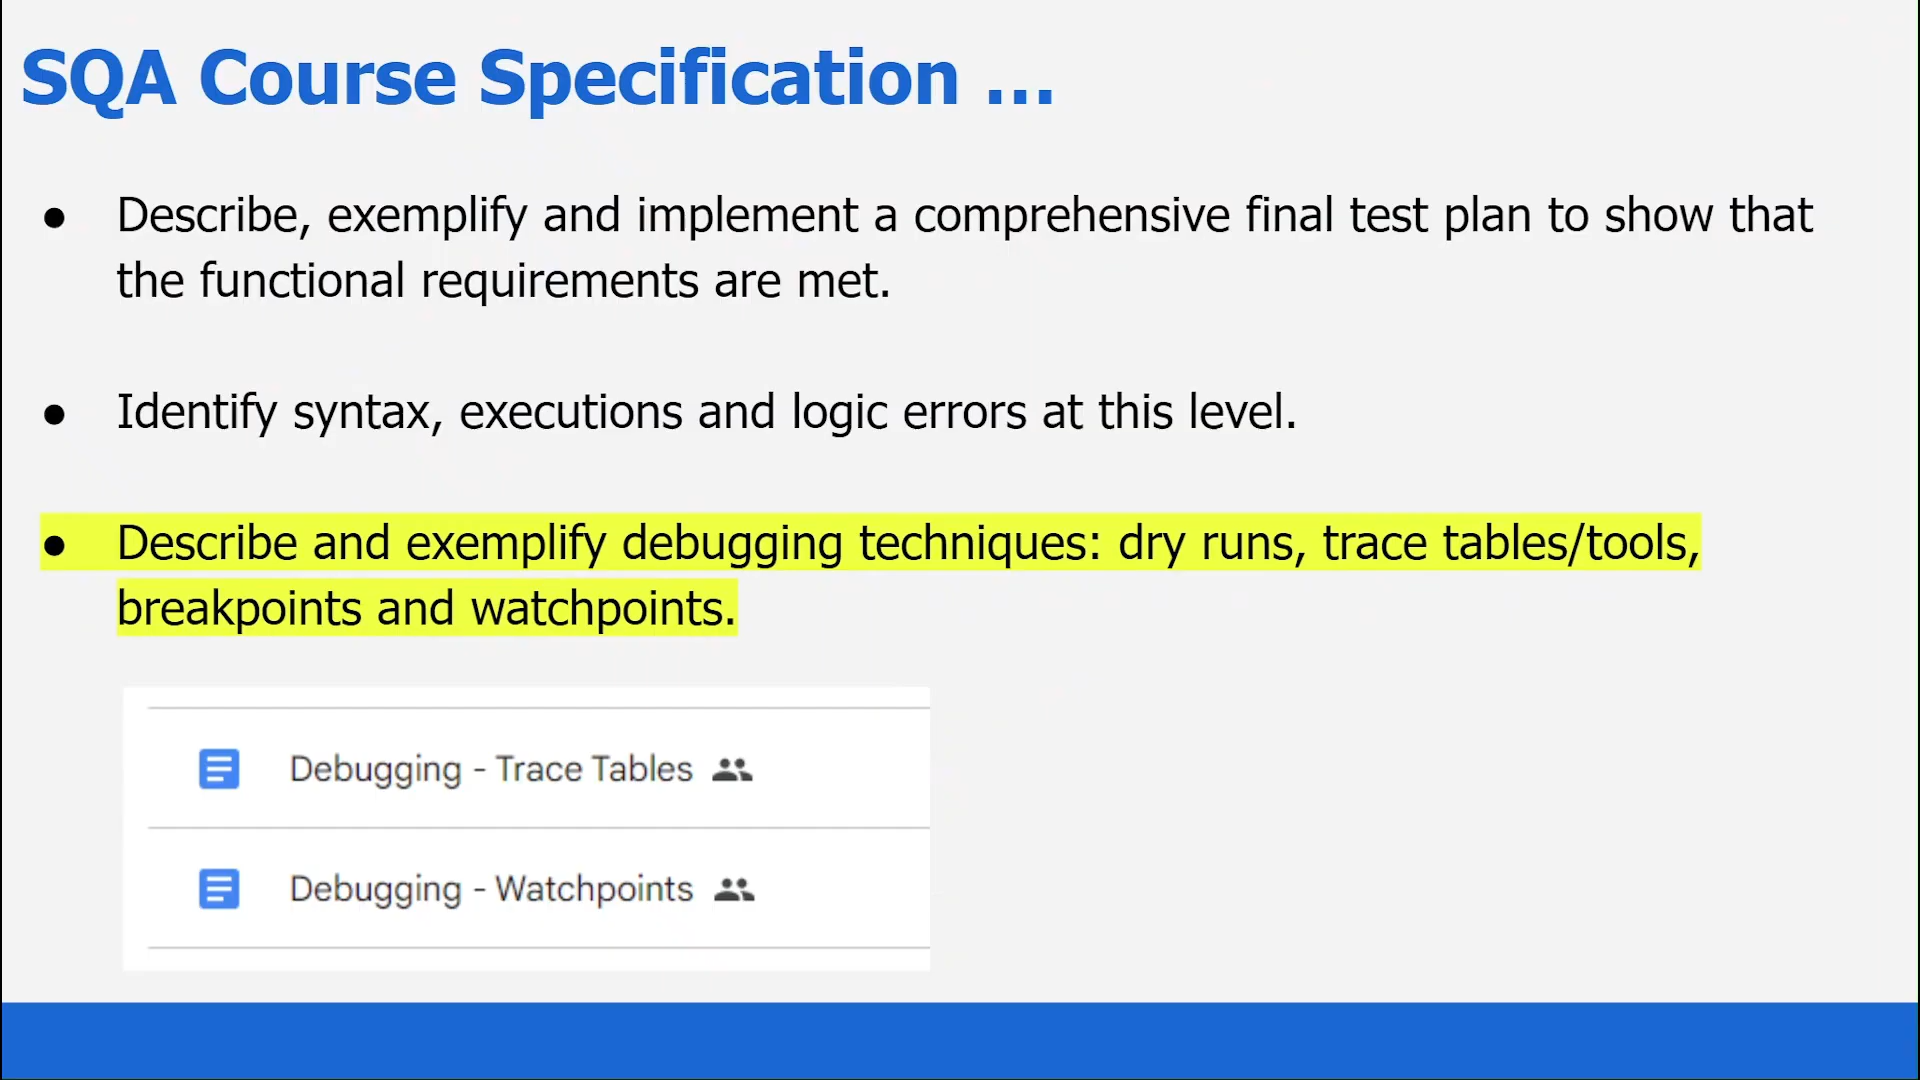 SQA Course Specification ...
● Describe, exemplify and implement a comprehensive final test plan to show that
the functional requirements are met.
● Identify syntax, executions and logic errors at this level.
● Describe and exemplify debugging techniques: dry runs, trace tables/tools,
breakpoints and watchpoints.
Debugging - Trace Tables
Debugging - Watchpoints